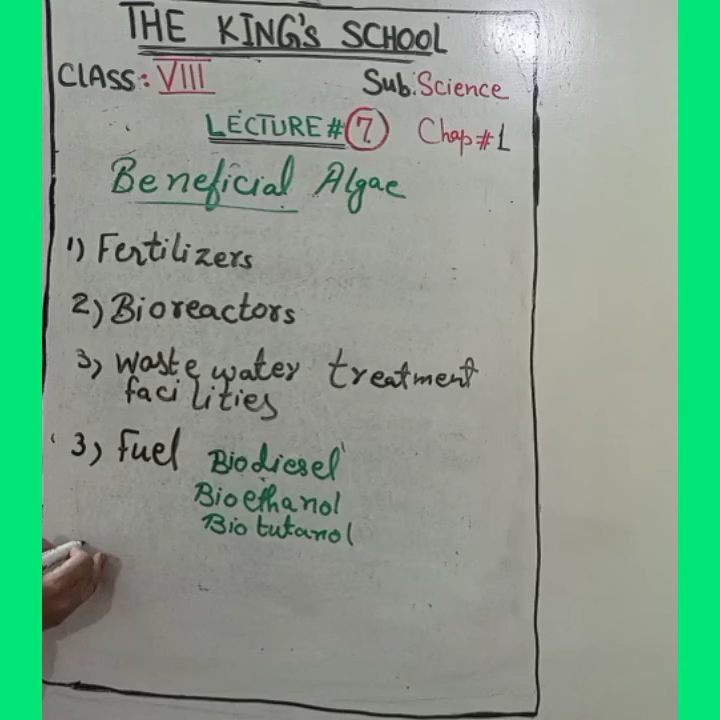 THE KING'S SCHOOL
CLASS: VIII Sub. Science
LECTURE # 7 Chap # 1
Beneficial Algae
1) Fertilizers
2) Bioreactors
3) Waste water treatment
facilities
3) Fuel Biodiesel
Bioethanol
Biotutanol